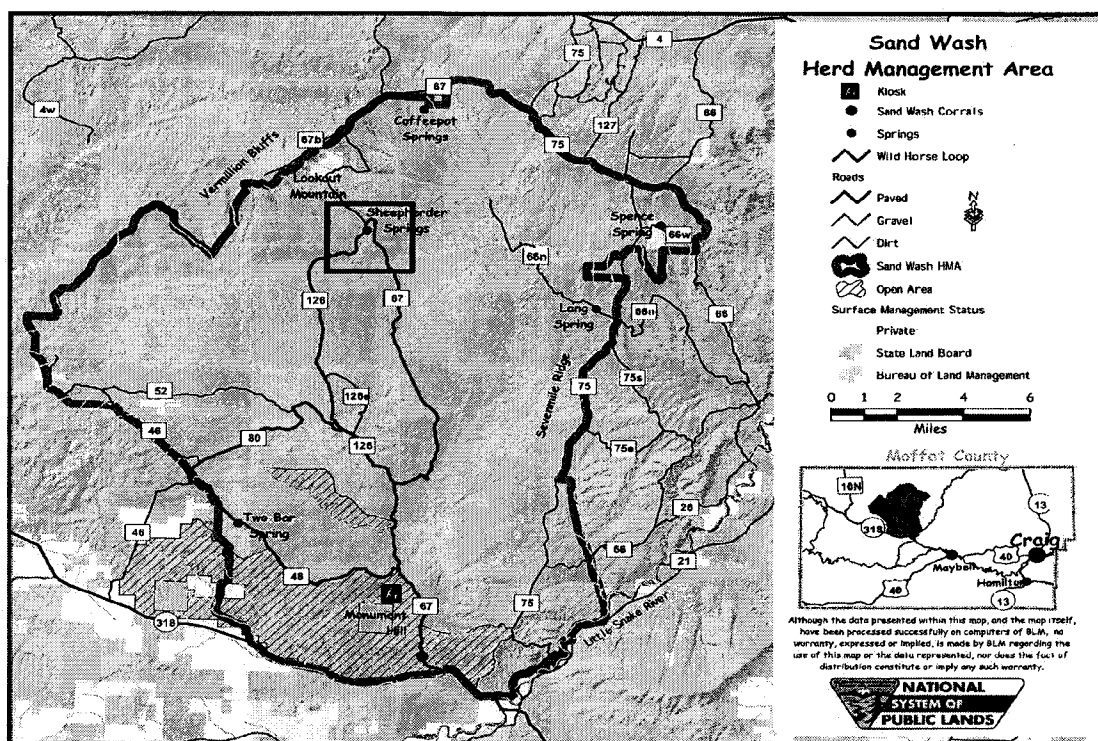 Sand Wash
Herd Management Area
Kiosk
Sand Wash Corrals
Springs
Wild Horse Loop
Roads
Paved
Gravel
Dirt
Sand Wash HMA
Open Area
Surface Management Status
Private
State Land Board
Bureau of Land Management
N
0 2 4 6
Miles
Moffat County
10N
318
13
Craig
40
Maybell
Hamilton
40
13
Although the data presented within this map, and the map itself,
have been processed successfully on computers of BLM, no
warranty, expressed or implied, is made by BLM regarding the
use of this map or the data represented, nor does the fact of
distribution constitute or imply any such warranty.
NATIONAL
SYSTEM OF
PUBLIC LANDS
4
75
4w
67
Coffeepot
Springs
66
127
67b
75
Vermillion Bluffs
Lookout
Mountain
Sheepherder
Springs
Spence
Spring
66w
66n
126
67
Lang
Spring
66n
66
Sevenmile Ridge
75
75s
52
126a
46
80
126
75a
Two Bar
Spring
26
46
66
21
48
Monument
Hill
67
75
318
Little Snake River